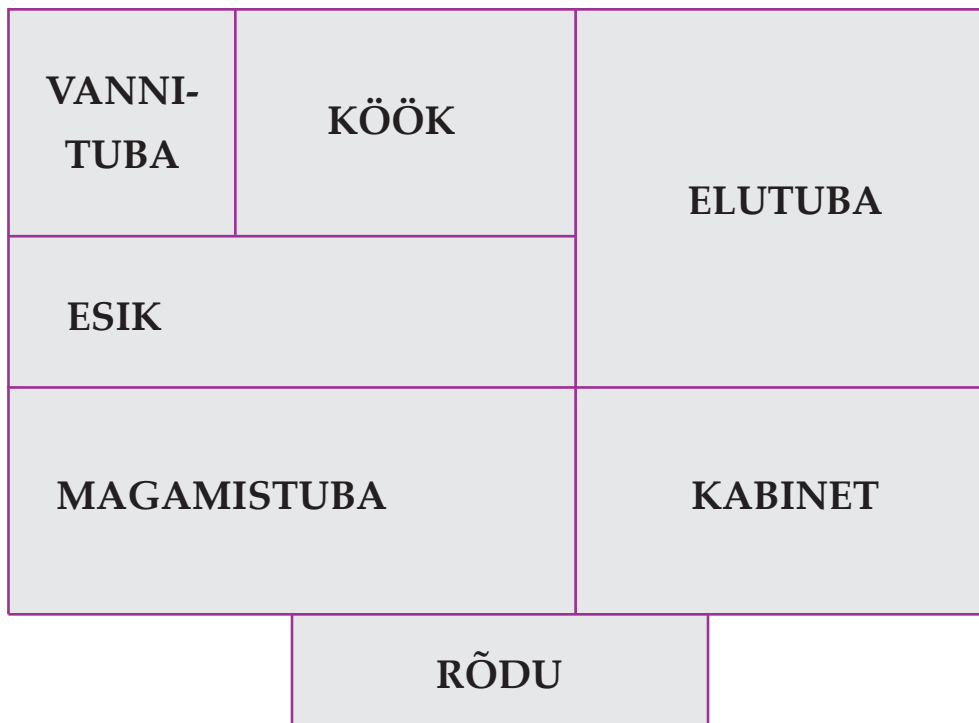 VANNI-
TUBA
KÖÖK
ELUTUBA
ESIK
MAGAMISTUBA
KABINET
RÕDU